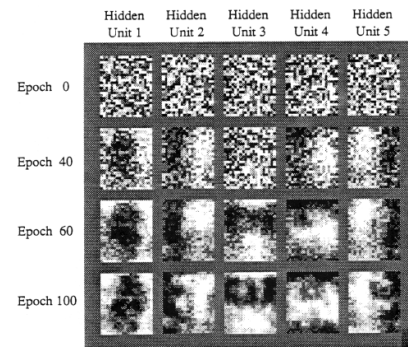 Hidden Hidden Hidden Hidden Hidden
Unit 1 Unit 2 Unit 3 Unit 4 Unit 5
Epoch 0
Epoch 40
Epoch 60
Epoch 100